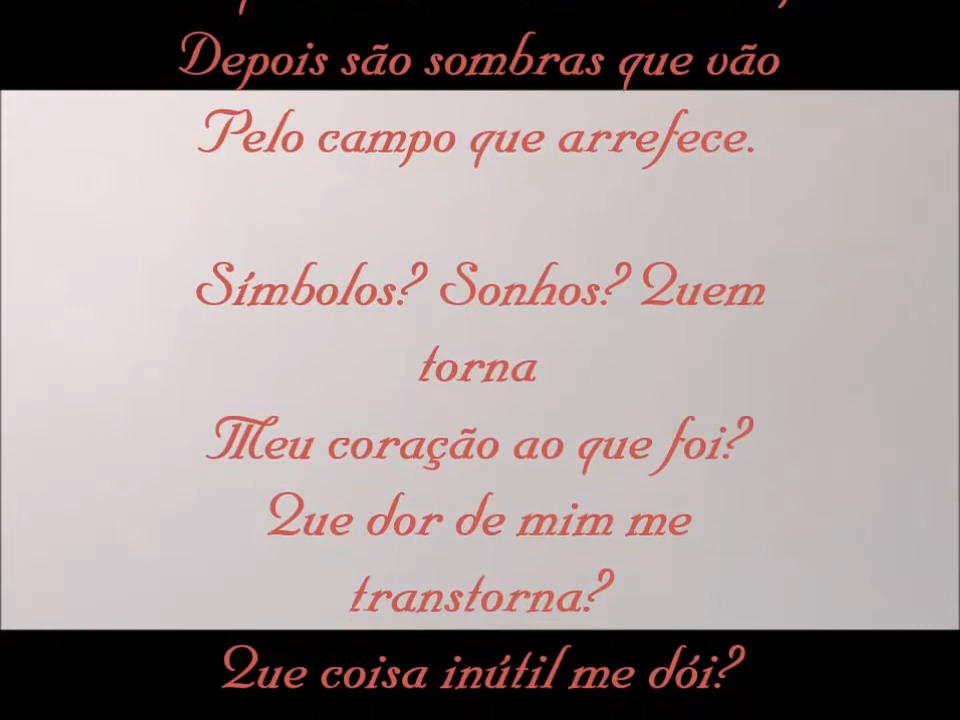 Depois são sombras que vão
Pelo campo que arrefece.
Símbolos? Sonhos? Quem
torna
Meu coração ao que foi?
Que dor de mim me
transtorna?
Que coisa inútil me dói?